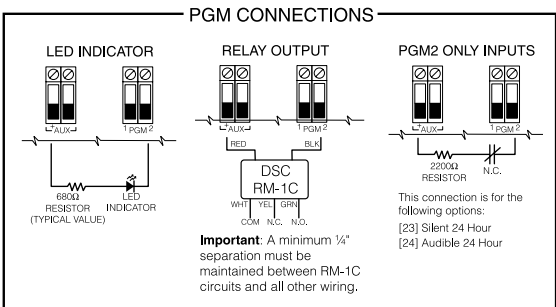 PGM CONNECTIONS
LED INDICATOR
+AUX- 1 PGM 2
680Ω
RESISTOR
(TYPICAL VALUE)
LED
INDICATOR
RELAY OUTPUT
+AUX- 1 PGM 2
RED BLK
DSC
RM-1C
WHT YEL GRN
COM N.C. N.O.
Important: A minimum ¼"
separation must be
maintained between RM-1C
circuits and all other wiring.
PGM2 ONLY INPUTS
+AUX- 1 PGM 2
2200Ω
RESISTOR
N.C.
This connection is for the
following options:
[23] Silent 24 Hour
[24] Audible 24 Hour